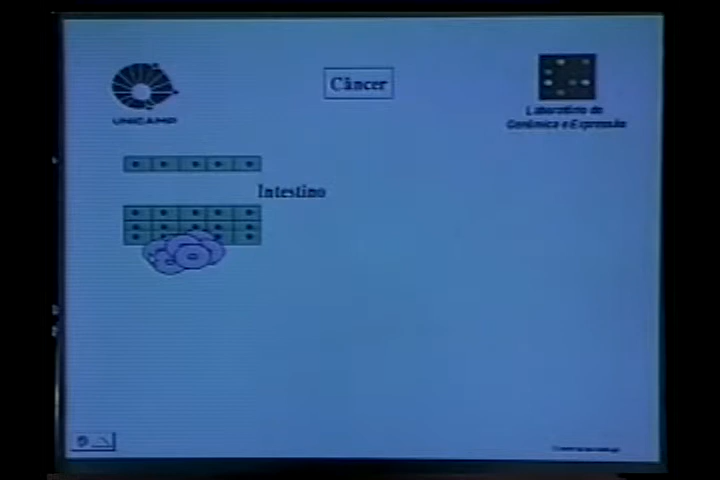 Câncer
UNICAMP
Laboratório de
Genômica e Expressão
Intestino